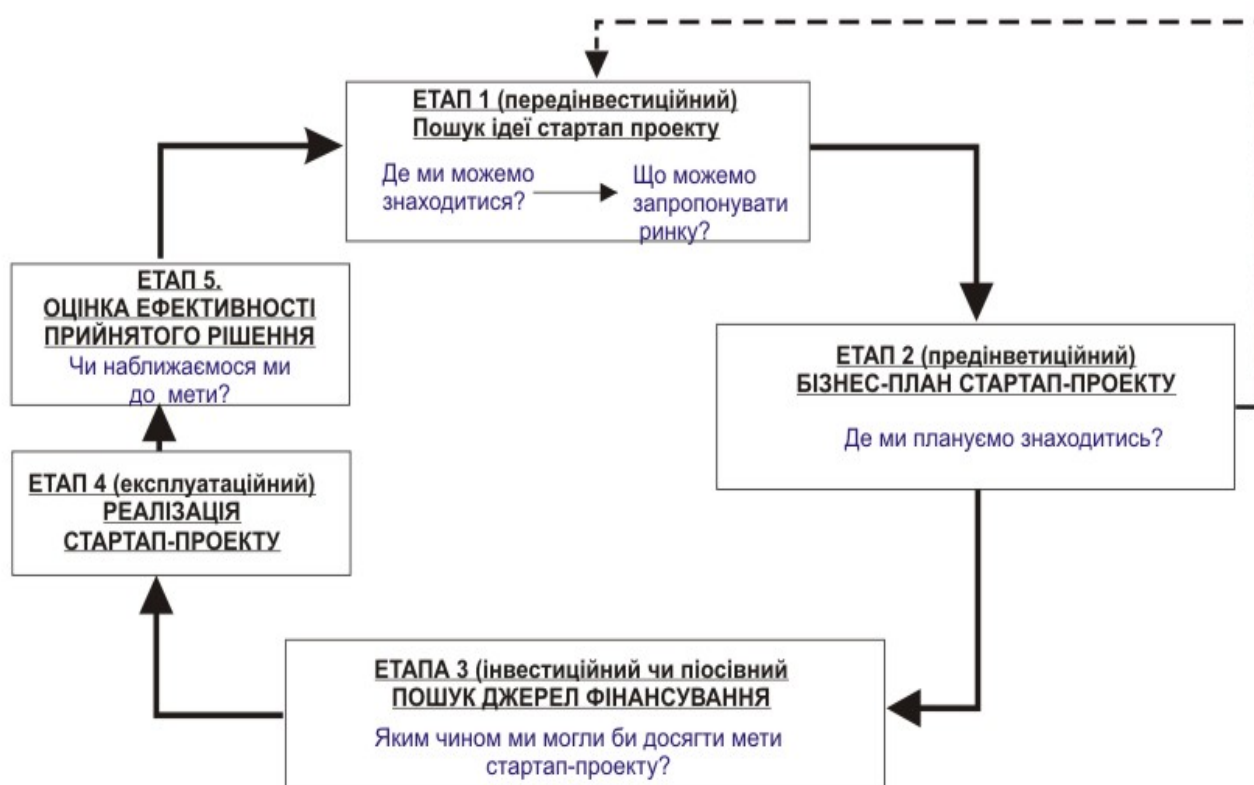 ЕТАП 1 (передінвестиційний)
Пошук ідеї стартап проекту
Де ми можемо
знаходитися?
Що можемо
запропонувати
ринку?
ЕТАП 2 (предінветиційний)
БІЗНЕС-ПЛАН СТАРТАП-ПРОЕКТУ
Де ми плануємо знаходитись?
ЕТАПА 3 (інвестиційний чи піосівний
ПОШУК ДЖЕРЕЛ ФІНАНСУВАННЯ
Яким чином ми могли би досягти мети
стартап-проекту?
ЕТАП 4 (експлуатаційний)
РЕАЛІЗАЦІЯ
СТАРТАП-ПРОЕКТУ
ЕТАП 5.
ОЦІНКА ЕФЕКТИВНОСТІ
ПРИЙНЯТОГО РІШЕННЯ
Чи наближаємося ми
до мети?